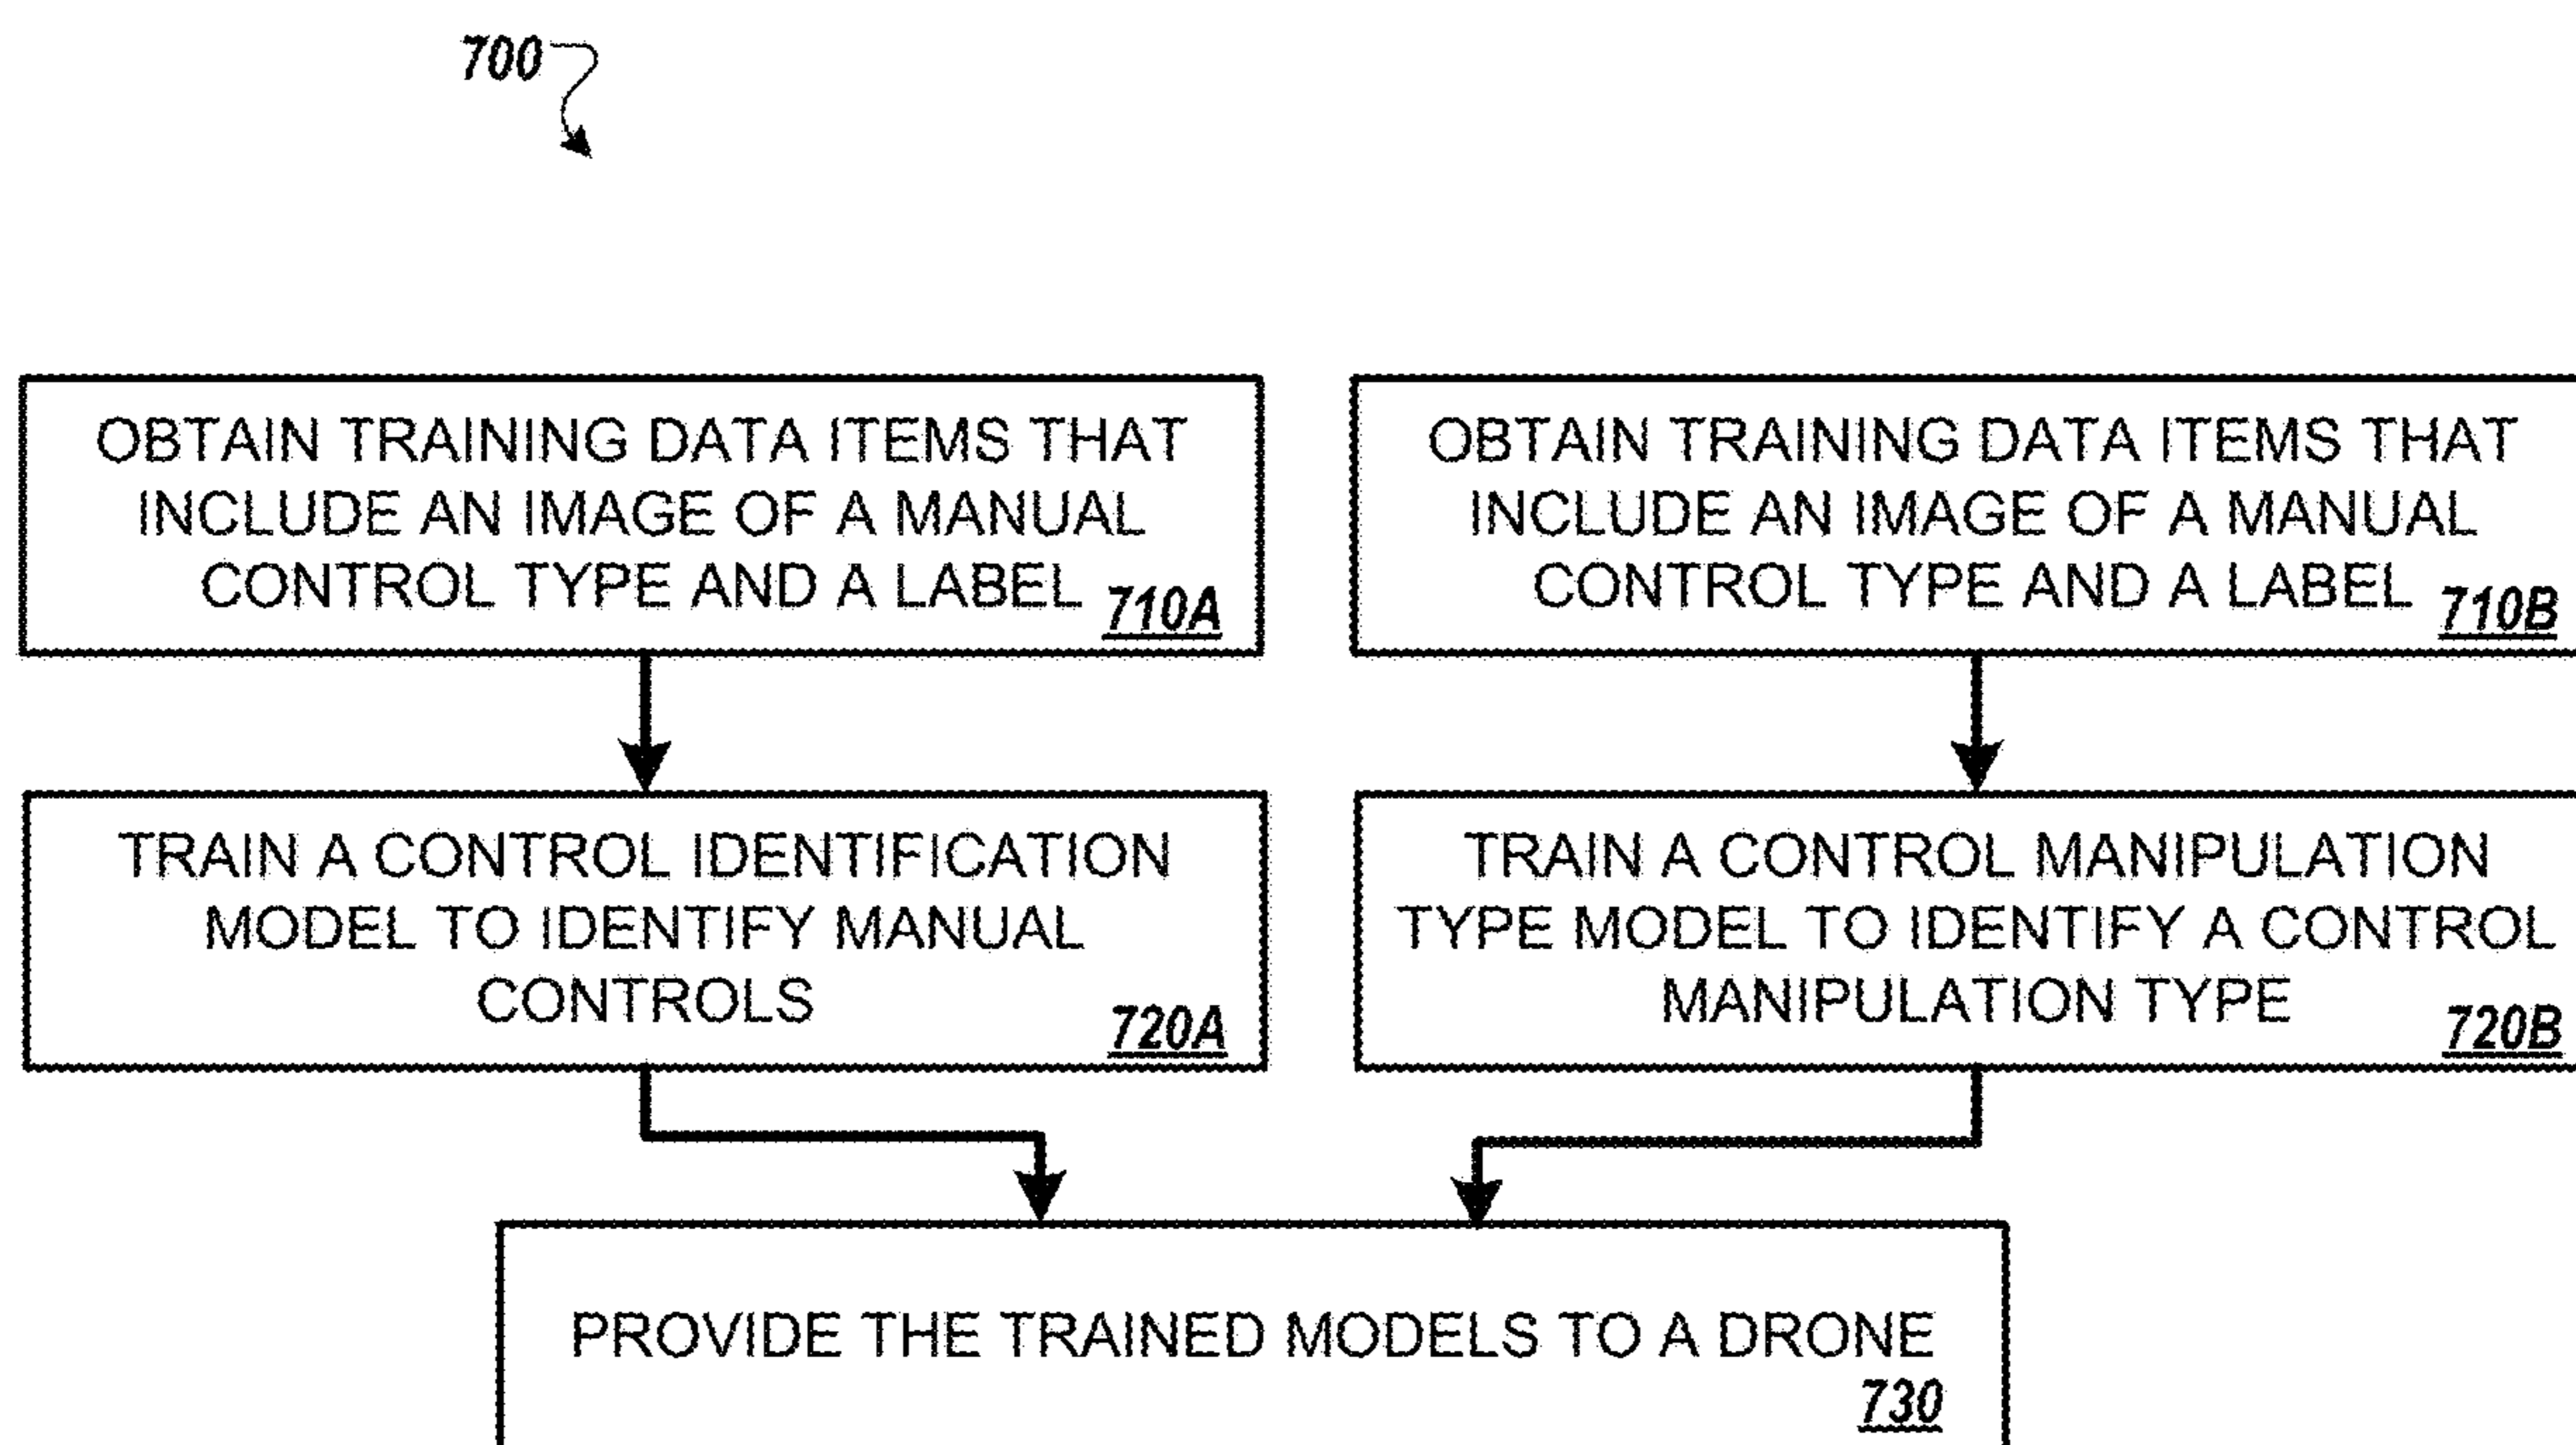 700
OBTAIN TRAINING DATA ITEMS THAT
INCLUDE AN IMAGE OF A MANUAL
CONTROL TYPE AND A LABEL
710A
OBTAIN TRAINING DATA ITEMS THAT
INCLUDE AN IMAGE OF A MANUAL
CONTROL TYPE AND A LABEL
710B
TRAIN A CONTROL IDENTIFICATION
MODEL TO IDENTIFY MANUAL
CONTROLS
720A
TRAIN A CONTROL MANIPULATION
TYPE MODEL TO IDENTIFY A CONTROL
MANIPULATION TYPE
720B
PROVIDE THE TRAINED MODELS TO A DRONE
730